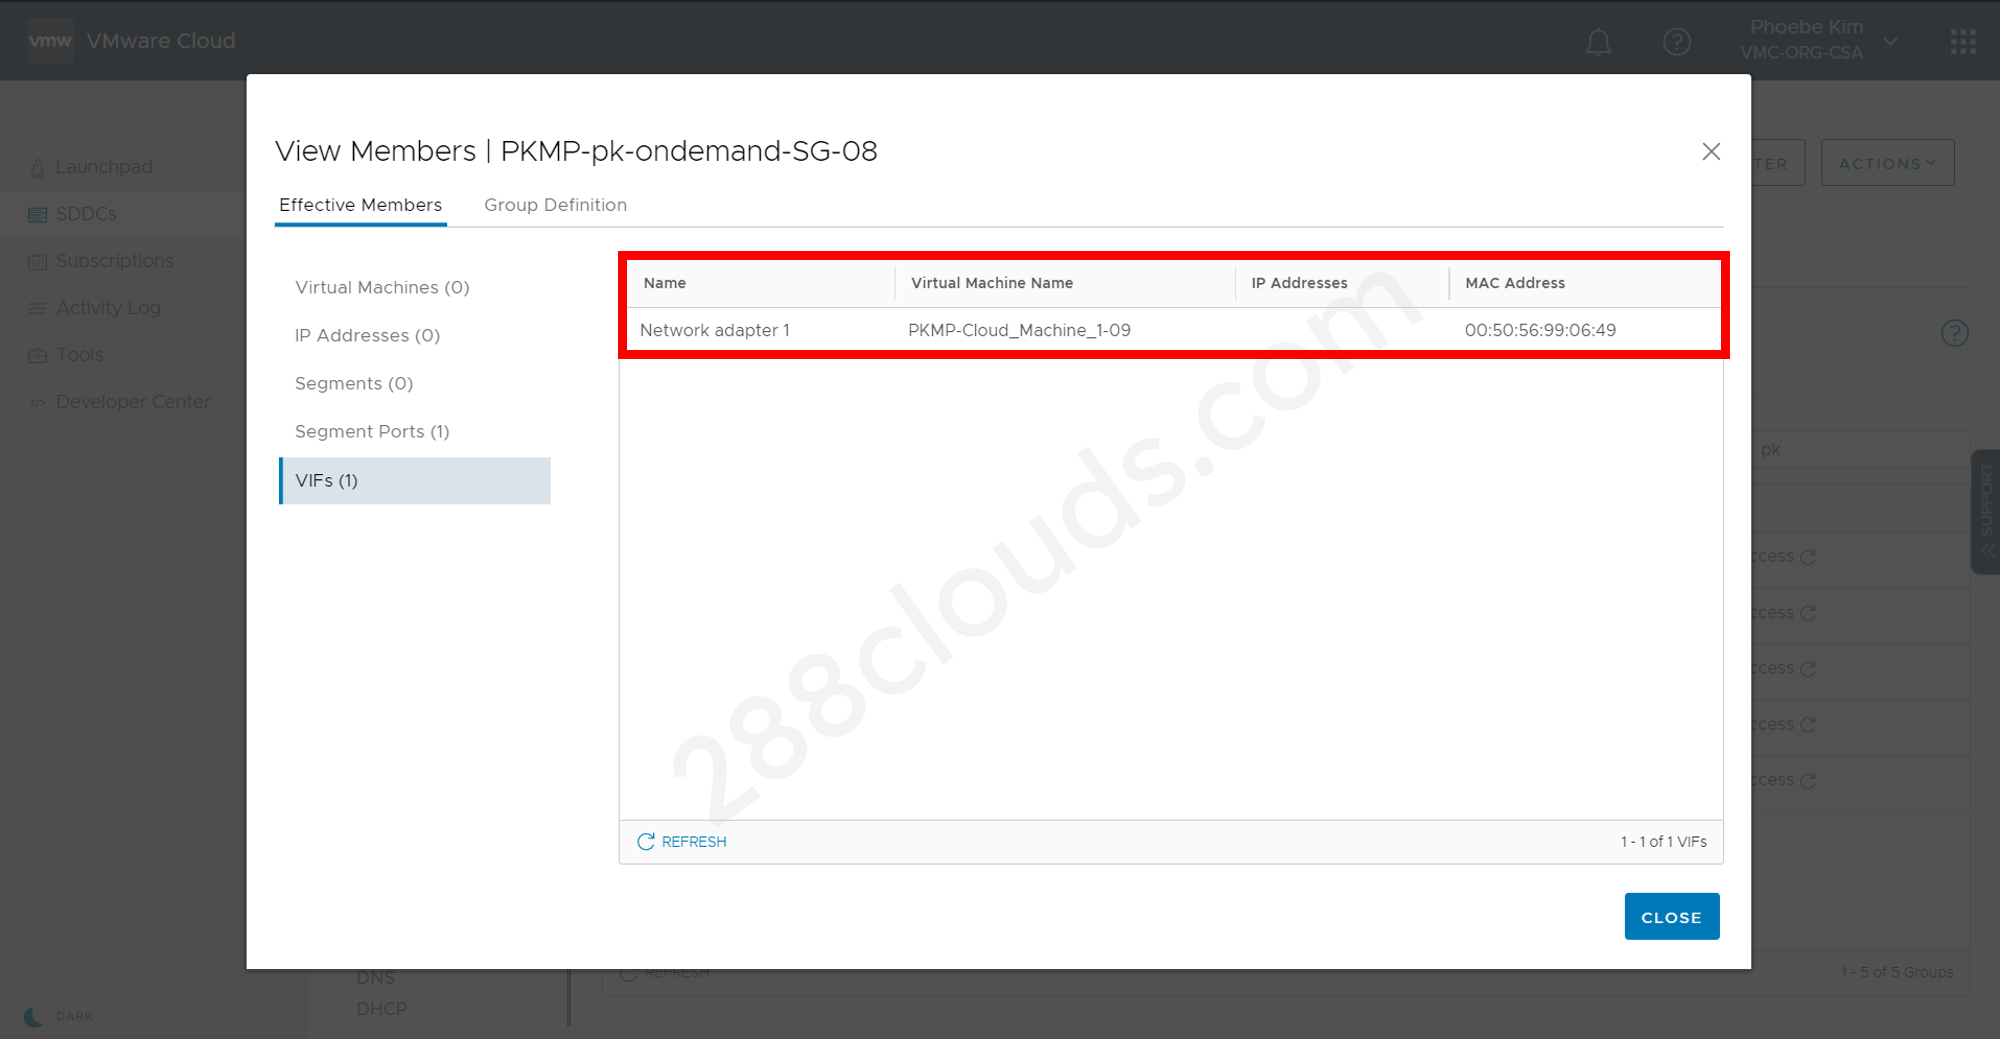 vmw VMware Cloud
Phoebe Kim
VMC-ORG-CSA
View Members | PKMP-pk-ondemand-SG-08
Launchpad
TER
ACTIONS
Effective Members Group Definition
SDDCs
Subscriptions
Activity Log
Tools
Developer Center
Virtual Machines (0)
IP Addresses (0)
Segments (0)
Segment Ports (1)
VIFs (1)
Name Virtual Machine Name IP Addresses MAC Address
Network adapter 1 PKMP-Cloud_Machine_1-09 00:50:56:99:06:49
pk
SUPPORT
ccess
ccess
ccess
ccess
ccess
288clouds.com
REFRESH 1 - 1 of 1 VIFs
CLOSE
REFRESH 1 - 5 of 5 Groups
DNS
DHCP
DARK